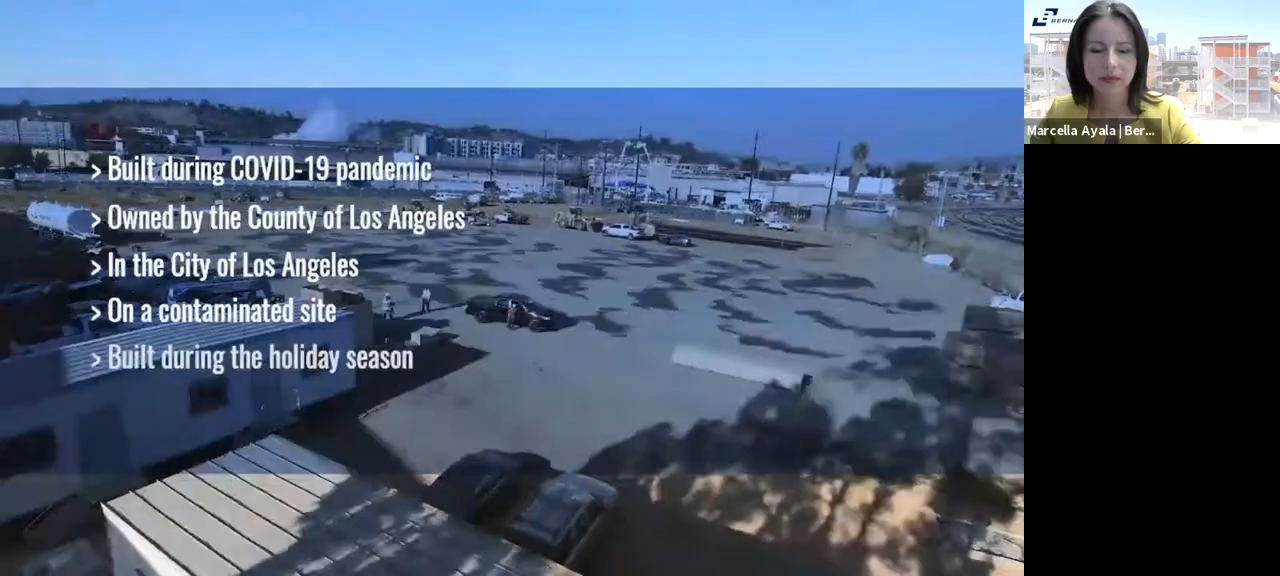 > Built during COVID-19 pandemic
> Owned by the County of Los Angeles
> In the City of Los Angeles
> On a contaminated site
> Built during the holiday season
BERNA
Marcella Ayala | Ber...